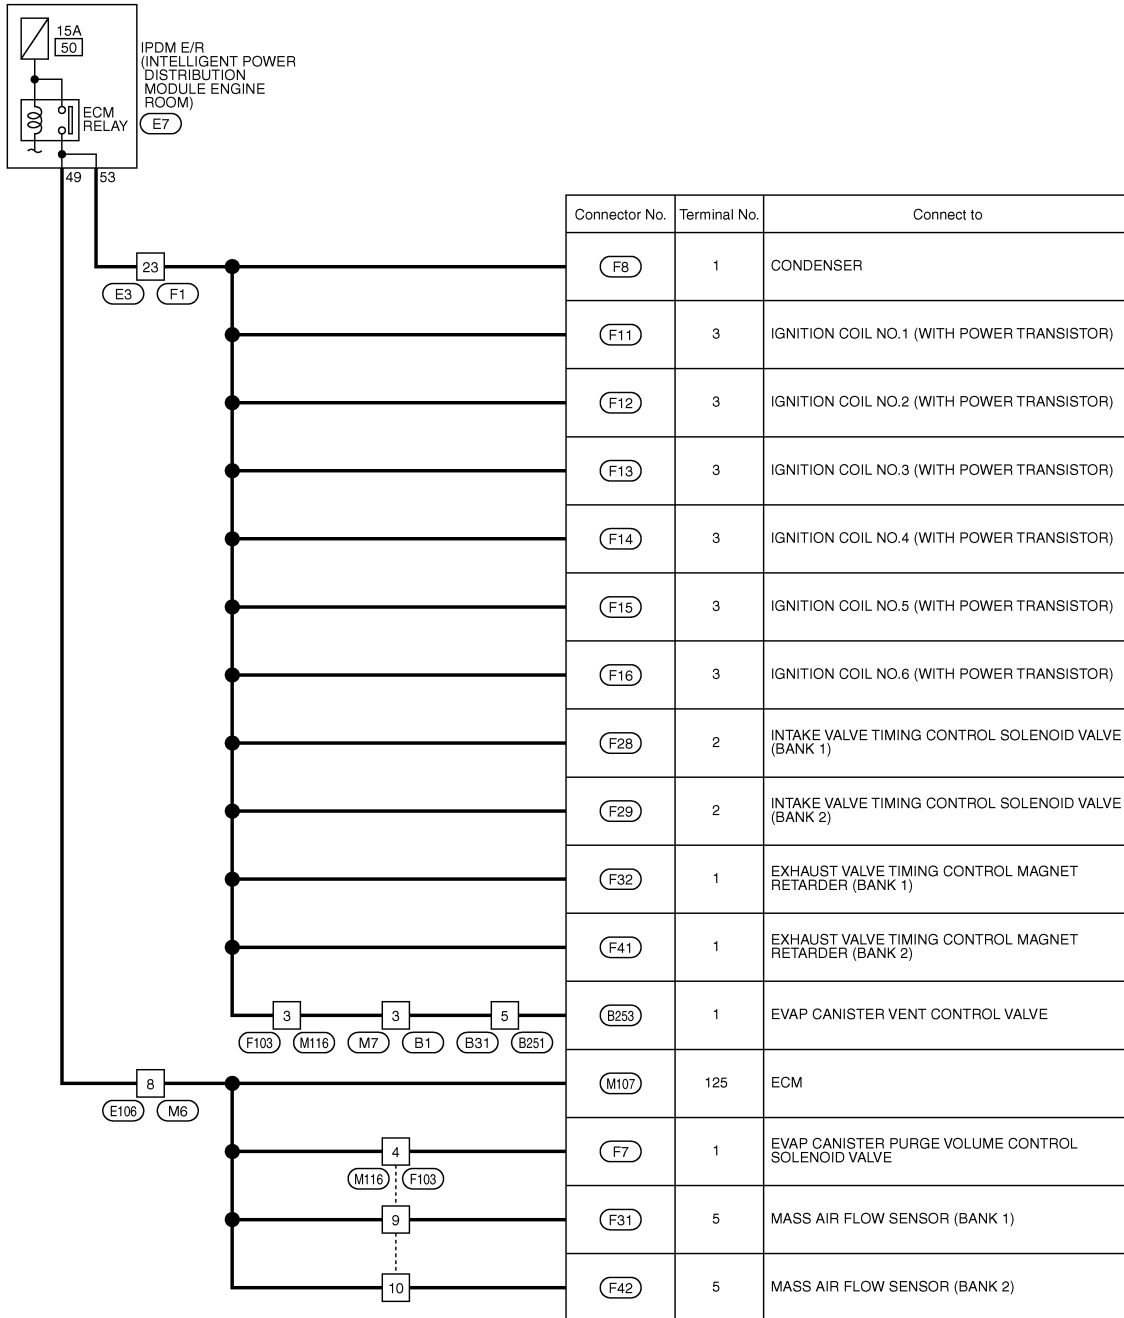 15A
50
IPDM E/R
(INTELLIGENT POWER
DISTRIBUTION
MODULE ENGINE
ROOM)
E7
ECM
RELAY
49
53
Connector No.
Terminal No.
Connect to
23
E3
F1
F8
1
CONDENSER
F11
3
IGNITION COIL NO.1 (WITH POWER TRANSISTOR)
F12
3
IGNITION COIL NO.2 (WITH POWER TRANSISTOR)
F13
3
IGNITION COIL NO.3 (WITH POWER TRANSISTOR)
F14
3
IGNITION COIL NO.4 (WITH POWER TRANSISTOR)
F15
3
IGNITION COIL NO.5 (WITH POWER TRANSISTOR)
F16
3
IGNITION COIL NO.6 (WITH POWER TRANSISTOR)
F28
2
INTAKE VALVE TIMING CONTROL SOLENOID VALVE
(BANK 1)
F29
2
INTAKE VALVE TIMING CONTROL SOLENOID VALVE
(BANK 2)
F32
1
EXHAUST VALVE TIMING CONTROL MAGNET
RETARDER (BANK 1)
F41
1
EXHAUST VALVE TIMING CONTROL MAGNET
RETARDER (BANK 2)
3
F103
M116
3
M7
B1
5
B31
B251
B253
1
EVAP CANISTER VENT CONTROL VALVE
8
E106
M6
M107
125
ECM
4
M116
F103
F7
1
EVAP CANISTER PURGE VOLUME CONTROL
SOLENOID VALVE
9
F31
5
MASS AIR FLOW SENSOR (BANK 1)
10
F42
5
MASS AIR FLOW SENSOR (BANK 2)